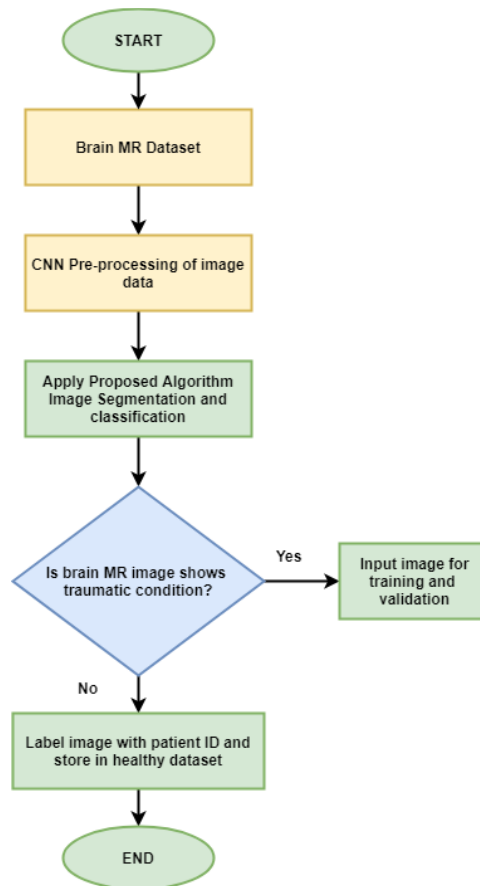 START
Brain MR Dataset
CNN Pre-processing of image
data
Apply Proposed Algorithm
Image Segmentation and
classification
Is brain MR image shows
traumatic condition?
Yes
Input image for
training and
validation
No
Label image with patient ID and
store in healthy dataset
END